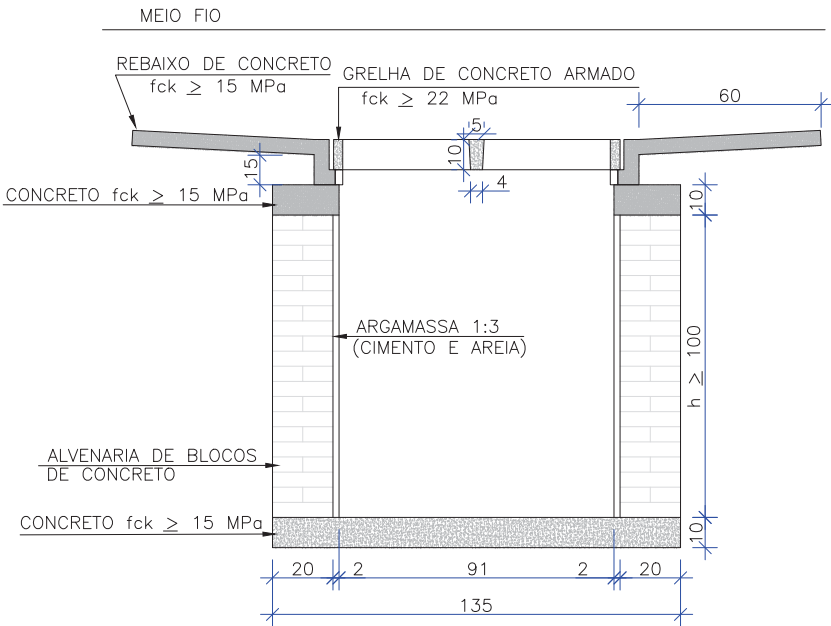 MEIO FIO
REBAIXO DE CONCRETO
fck ≥ 15 MPa
GRELHA DE CONCRETO ARMADO
fck ≥ 22 MPa
60
5
10
15
4
CONCRETO fck ≥ 15 MPa
10
ARGAMASSA 1:3
(CIMENTO E AREIA)
h ≥ 100
ALVENARIA DE BLOCOS
DE CONCRETO
CONCRETO fck ≥ 15 MPa
10
20 2 91 2 20
135